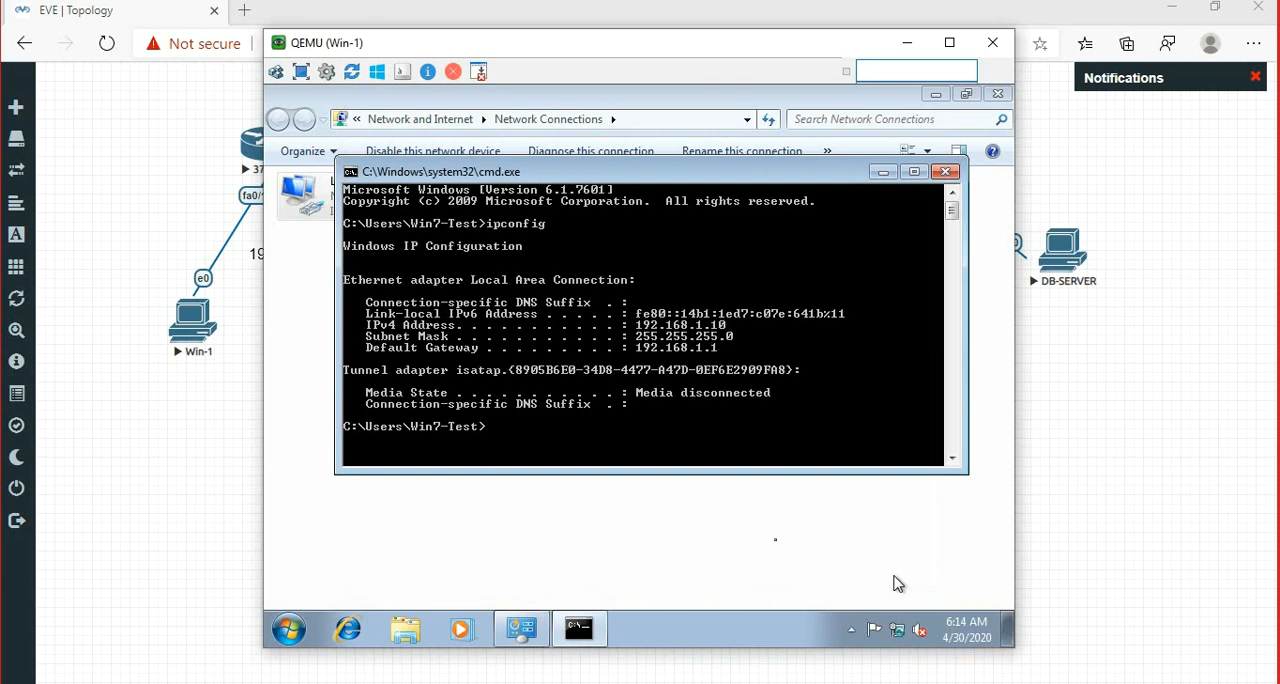 EVE | Topology
Not secure
QEMU (Win-1)
Notifications
« Network and Internet ▸ Network Connections ▸
Search Network Connections
Organize
Disable this network device
Diagnose this connection
Rename this connection
»
C:\Windows\system32\cmd.exe
Microsoft Windows [Version 6.1.7601]
Copyright (c) 2009 Microsoft Corporation.  All rights reserved.
C:\Users\Win7-Test>ipconfig
Windows IP Configuration
Ethernet adapter Local Area Connection:
Connection-specific DNS Suffix  . :
Link-local IPv6 Address . . . . . : fe80::14b1:1ed7:c07e:641b%11
IPv4 Address. . . . . . . . . . . : 192.168.1.10
Subnet Mask . . . . . . . . . . . : 255.255.255.0
Default Gateway . . . . . . . . . : 192.168.1.1
Tunnel adapter isatap.{8905B6E0-34D8-4477-A47D-0EF6E2909FA8}:
Media State . . . . . . . . . . . : Media disconnected
Connection-specific DNS Suffix  . :
C:\Users\Win7-Test>
37
fa0/
19
e0
Win-1
DB-SERVER
6:14 AM
4/30/2020